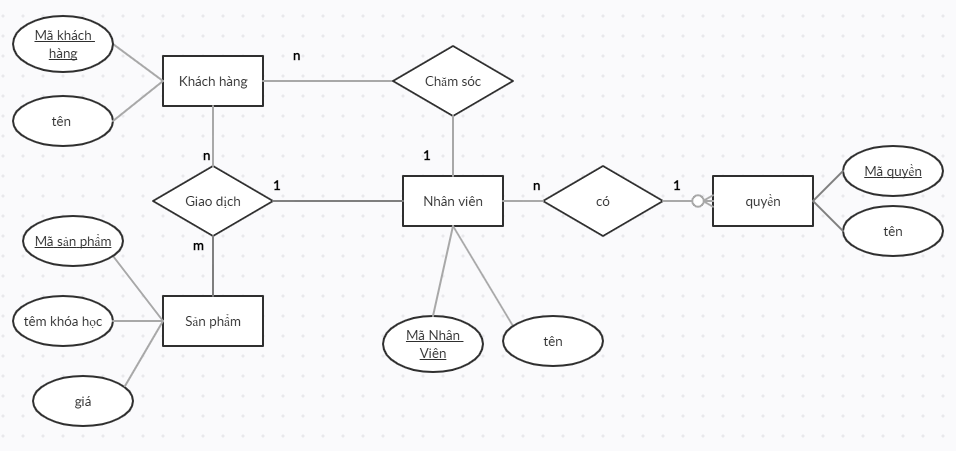 Mã khách
hàng
n
Khách hàng
Chăm sóc
tên
n
1
Giao dịch
1
Nhân viên
n
có
1
quyền
Mã quyền
tên
m
Mã sản phẩm
têm khóa học
Sản phẩm
Mã Nhân
Viên
tên
giá